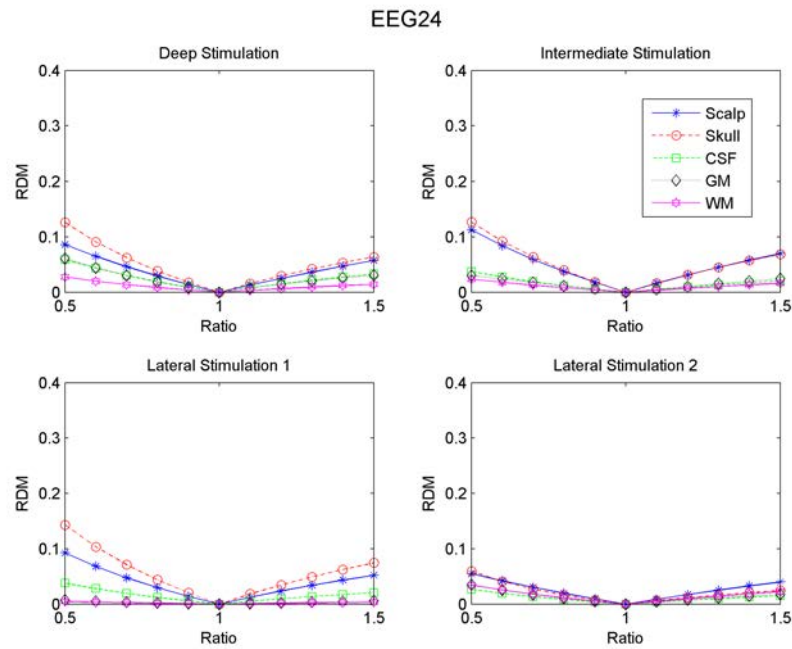 EEG24
Deep Stimulation
0.4
0.3
0.2
0.1
0
RDM
0.5
1
1.5
Ratio
Intermediate Stimulation
0.4
0.3
0.2
0.1
0
RDM
0.5
1
1.5
Ratio
Scalp
Skull
CSF
GM
WM
Lateral Stimulation 1
0.4
0.3
0.2
0.1
0
RDM
0.5
1
1.5
Ratio
Lateral Stimulation 2
0.4
0.3
0.2
0.1
0
RDM
0.5
1
1.5
Ratio